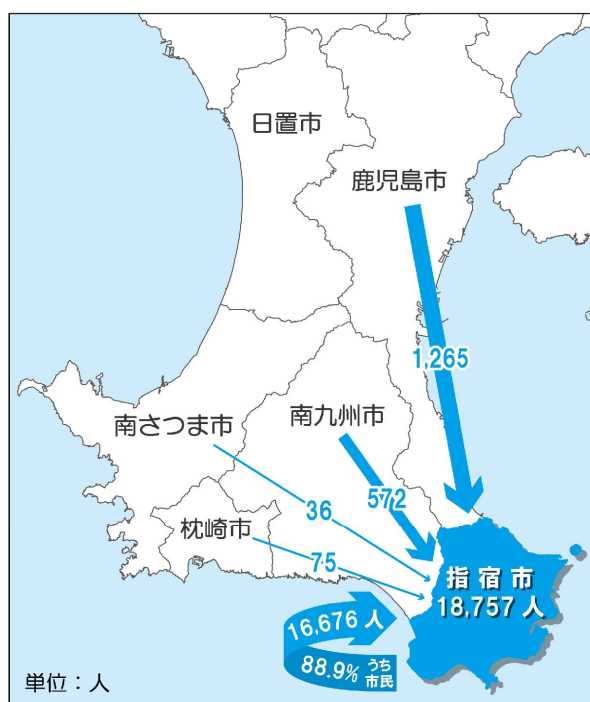 日置市
鹿児島市
1,265
南さつま市
南九州市
572
36
枕崎市
75
指宿市
18,757人
16,676人
88.9% うち市民
単位：人